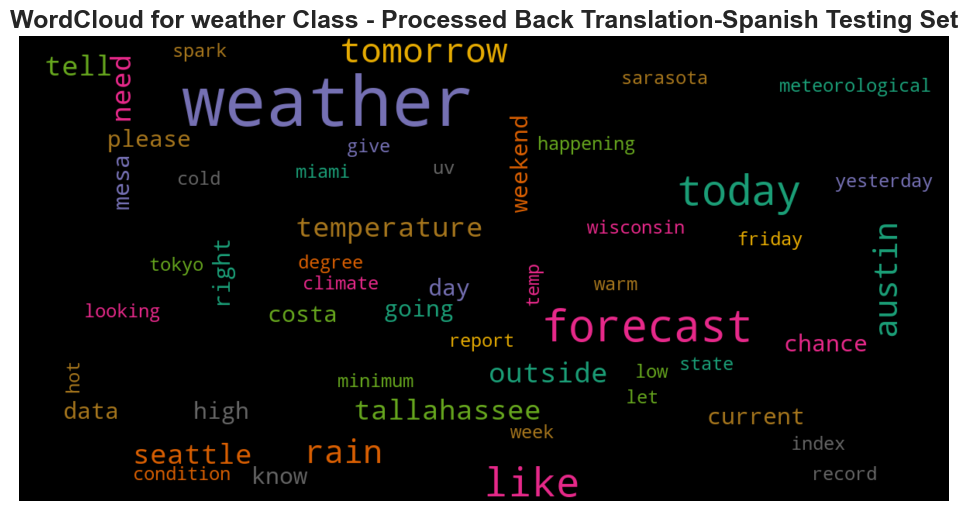 WordCloud for weather Class - Processed Back Translation-Spanish Testing Set
spark
tomorrow
tell
need
weather
sarasota
meteorological
please
give
weekend
happening
mesa
cold
miami
uv
today
yesterday
temperature
wisconsin
friday
austin
tokyo
right
degree
climate
day
temp
warm
looking
costa
going
forecast
report
chance
hot
minimum
outside
low
state
let
data
high
tallahassee
current
week
seattle
rain
index
condition
know
like
record